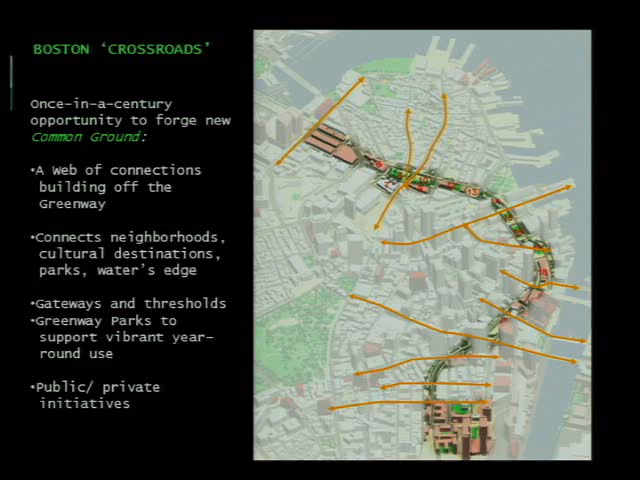 BOSTON ‘CROSSROADS’
Once-in-a-century
opportunity to forge new
Common Ground:
•A Web of connections
building off the
Greenway
•Connects neighborhoods,
cultural destinations,
parks, water’s edge
•Gateways and thresholds
•Greenway Parks to
support vibrant year-
round use
•Public/ private
initiatives